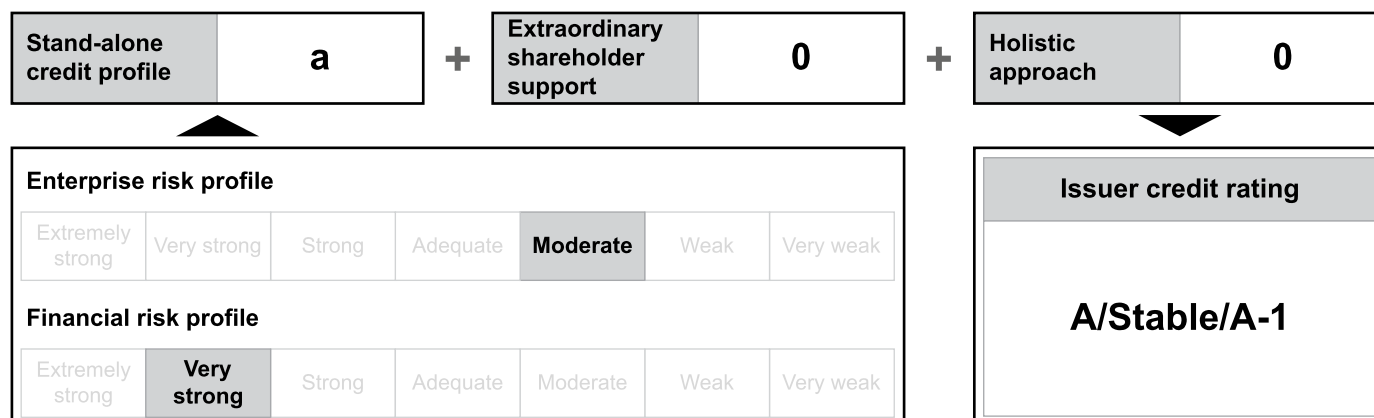 Stand-alone
credit profile
a
+
Extraordinary
shareholder
support
0
+
Holistic
approach
0
Enterprise risk profile
Extremely
strong
Very strong
Strong
Adequate
Moderate
Weak
Very weak
Financial risk profile
Extremely
strong
Very
strong
Strong
Adequate
Moderate
Weak
Very weak
Issuer credit rating
A/Stable/A-1